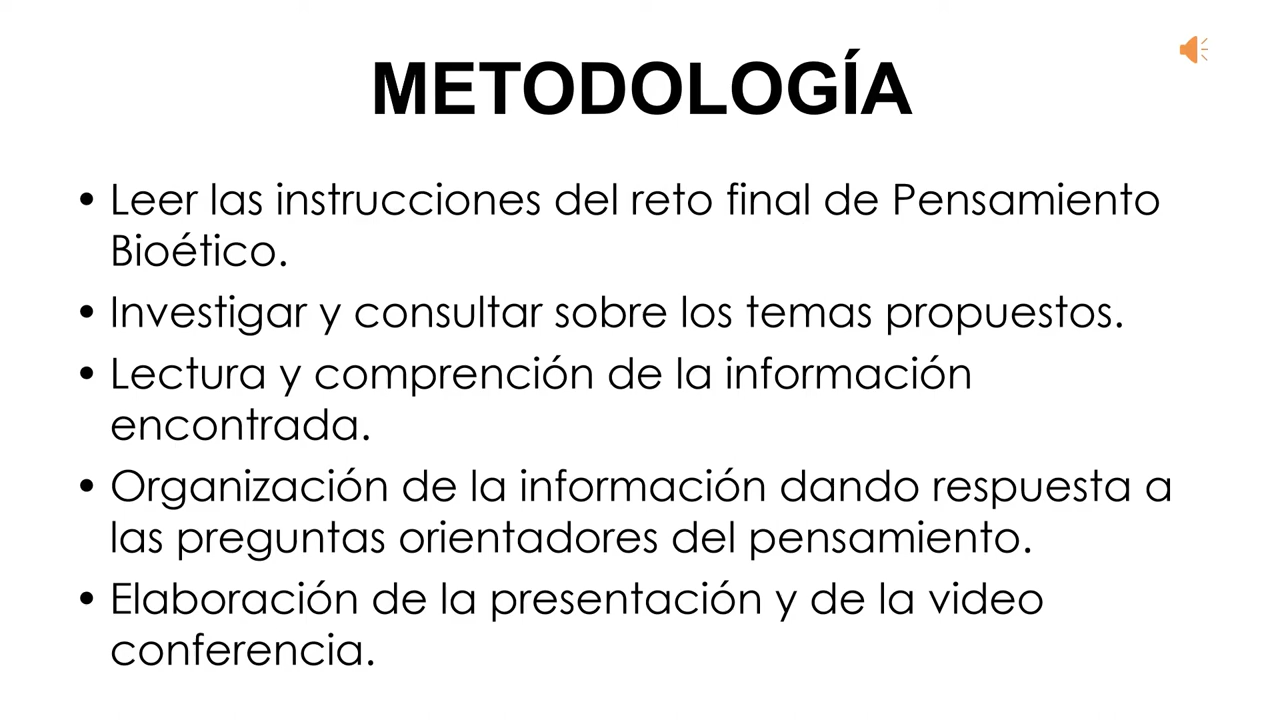 METODOLOGÍA
• Leer las instrucciones del reto final de Pensamiento
Bioético.
• Investigar y consultar sobre los temas propuestos.
• Lectura y comprención de la información
encontrada.
• Organización de la información dando respuesta a
las preguntas orientadores del pensamiento.
• Elaboración de la presentación y de la video
conferencia.